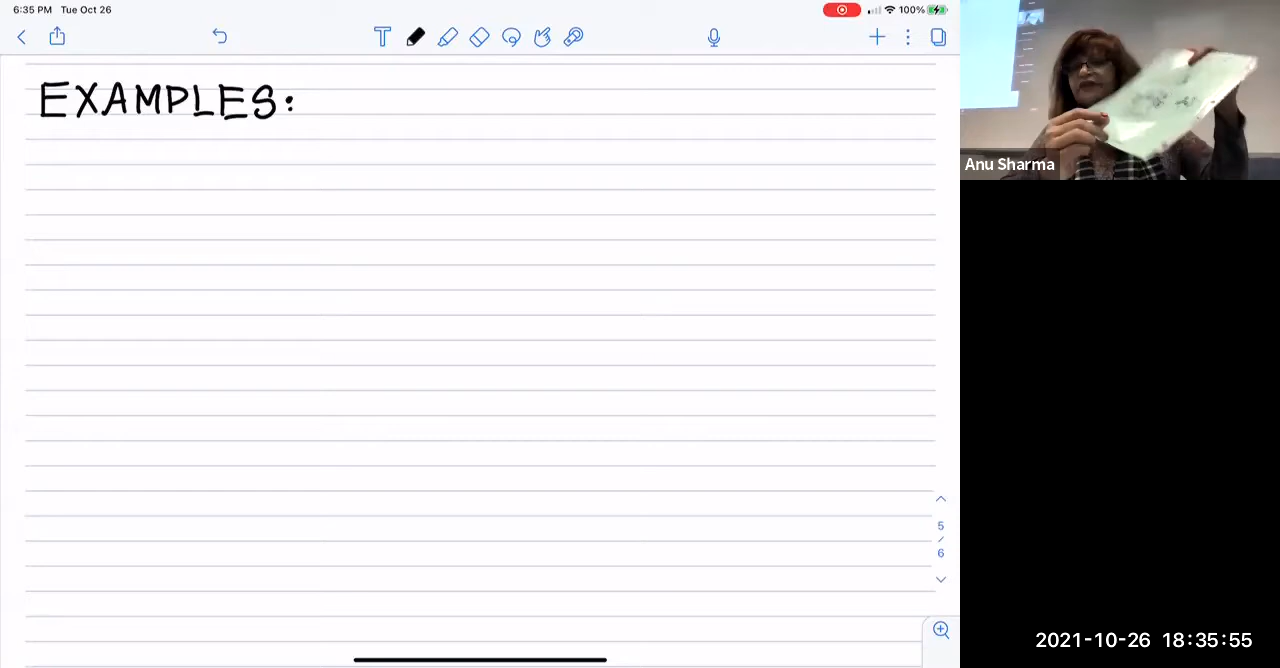 6:35 PM Tue Oct 26
100%
T
EXAMPLES:
5
6
Anu Sharma
2021-10-26 18:35:55